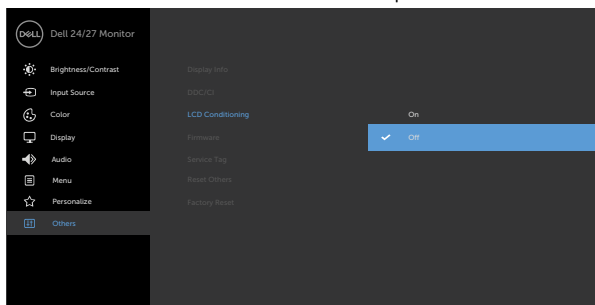 DELL
Dell 24/27 Monitor
Brightness/Contrast
Input Source
Color
Display
Audio
Menu
Personalize
Others
Display Info
DDC/CI
LCD Conditioning
Firmware
Service Tag
Reset Others
Factory Reset
On
Off